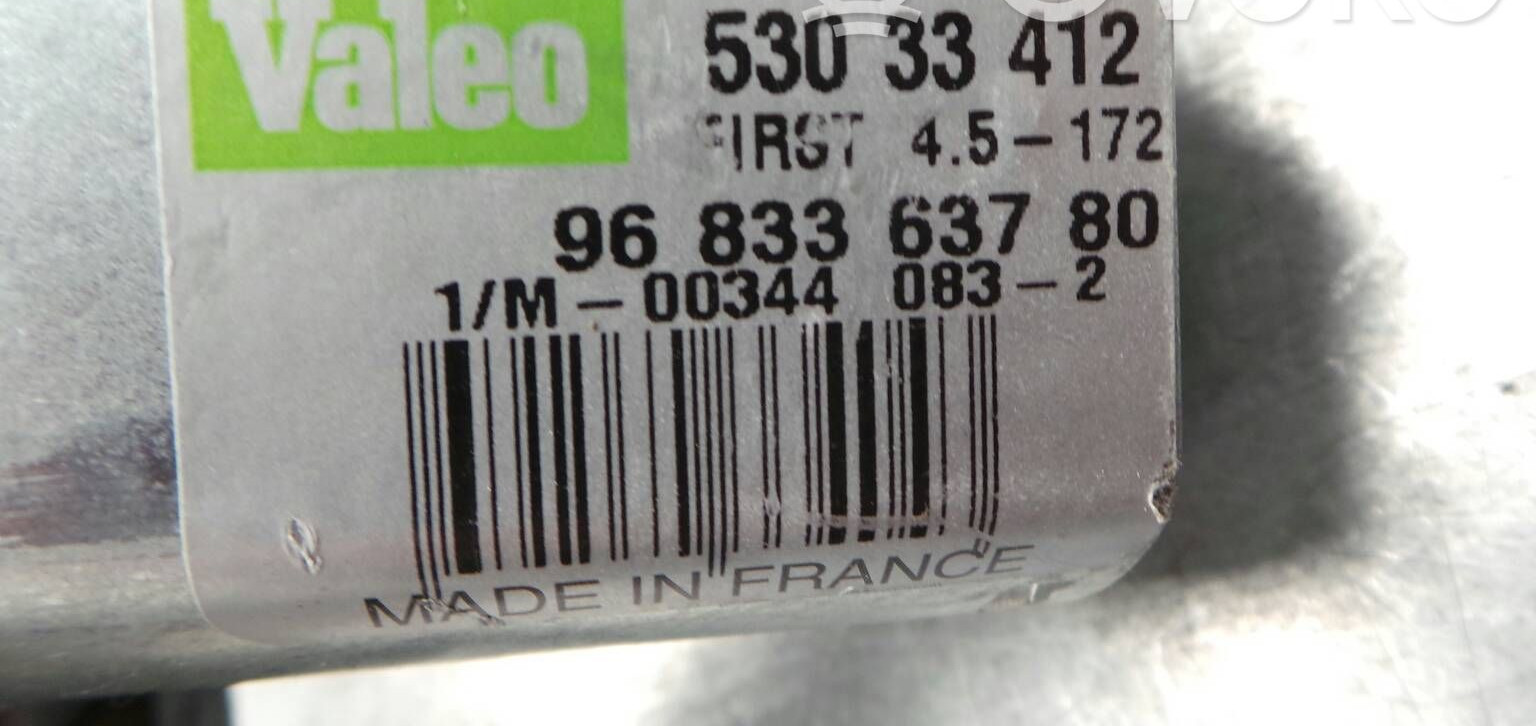 Valeo
530 33 412
FIRST 4.5-172
96 833 637 80
1/M-00344 083-2
MADE IN FRANCE